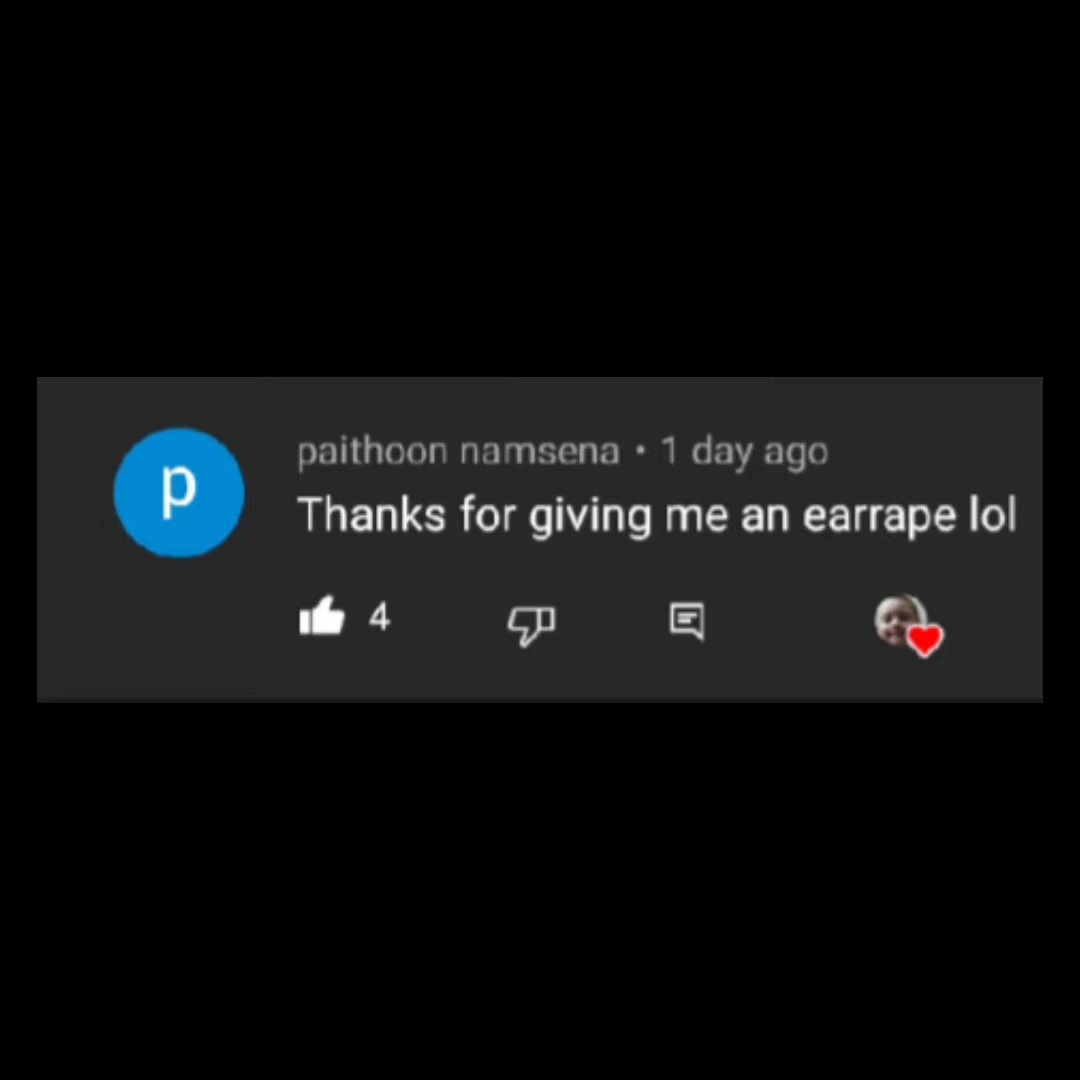 p
paithoon namsena • 1 day ago
Thanks for giving me an earrape lol
4